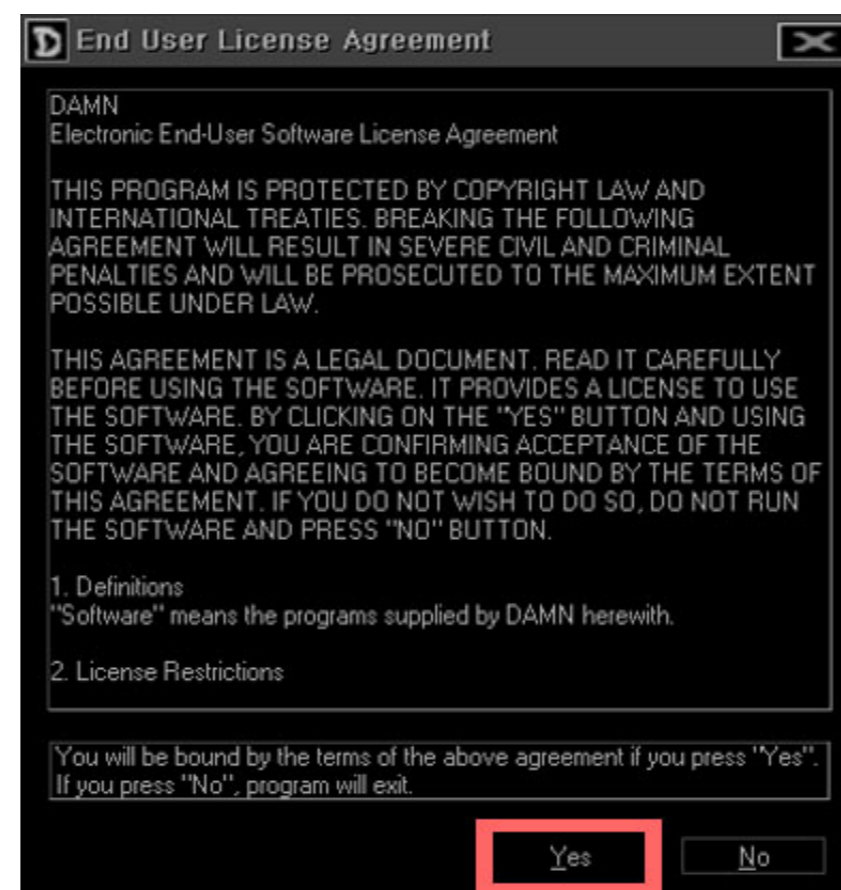 End User License Agreement
DAMN
Electronic End-User Software License Agreement
THIS PROGRAM IS PROTECTED BY COPYRIGHT LAW AND
INTERNATIONAL TREATIES. BREAKING THE FOLLOWING
AGREEMENT WILL RESULT IN SEVERE CIVIL AND CRIMINAL
PENALTIES AND WILL BE PROSECUTED TO THE MAXIMUM EXTENT
POSSIBLE UNDER LAW.
THIS AGREEMENT IS A LEGAL DOCUMENT. READ IT CAREFULLY
BEFORE USING THE SOFTWARE. IT PROVIDES A LICENSE TO USE
THE SOFTWARE. BY CLICKING ON THE "YES" BUTTON AND USING
THE SOFTWARE, YOU ARE CONFIRMING ACCEPTANCE OF THE
SOFTWARE AND AGREEING TO BECOME BOUND BY THE TERMS OF
THIS AGREEMENT. IF YOU DO NOT WISH TO DO SO, DO NOT RUN
THE SOFTWARE AND PRESS "NO" BUTTON.
1. Definitions
"Software" means the programs supplied by DAMN herewith.
2. License Restrictions
You will be bound by the terms of the above agreement if you press "Yes".
If you press "No", program will exit.
Yes No